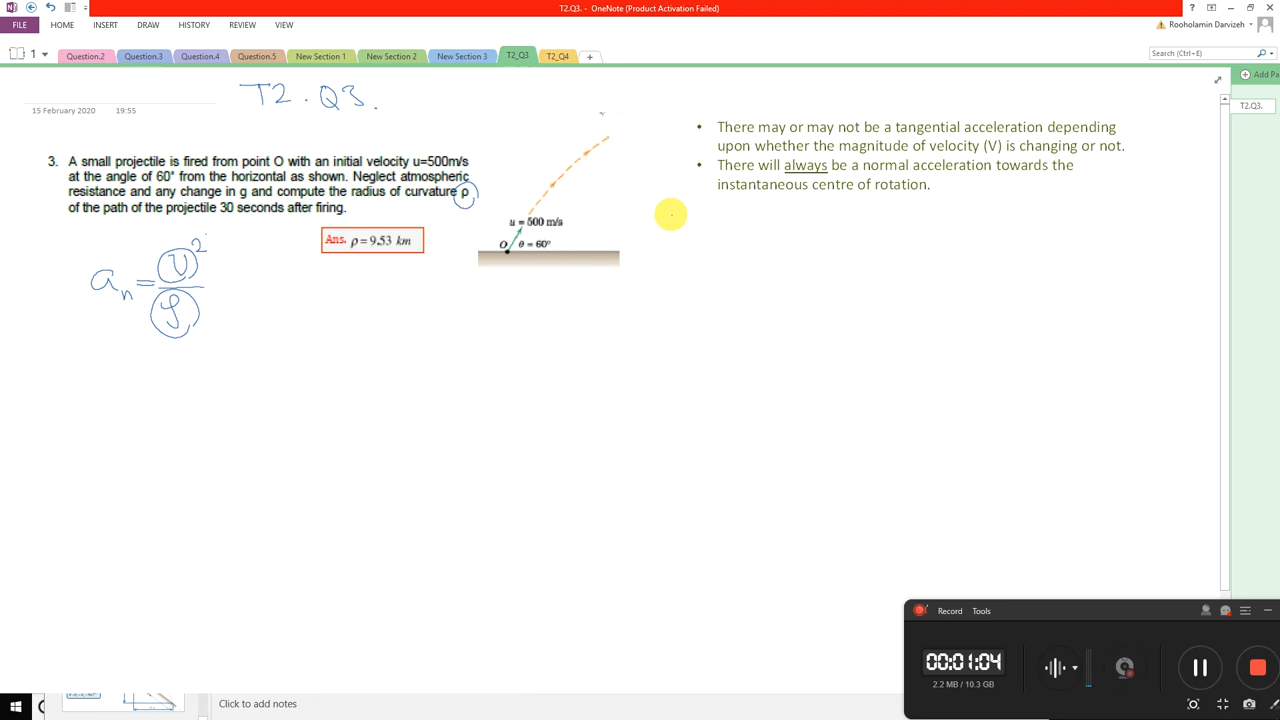 T2.Q3. - OneNote (Product Activation Failed)
FILE HOME INSERT DRAW HISTORY REVIEW VIEW
Rooholamin Darvizeh
1 Question.2 Question.3 Question.4 Question.5 New Section 1 New Section 2 New Section 3 T2_Q3 T2_Q4 +
Search (Ctrl+E)
Add Pa
T2.Q3.
T2 . Q3 .
15 February 2020 19:55
3. A small projectile is fired from point O with an initial velocity u=500m/s
at the angle of 60° from the horizontal as shown. Neglect atmospheric
resistance and any change in g and compute the radius of curvature ρ
of the path of the projectile 30 seconds after firing.
Ans. ρ = 9.53 km
u = 500 m/s
O θ = 60°
• There may or may not be a tangential acceleration depending
upon whether the magnitude of velocity (V) is changing or not.
• There will always be a normal acceleration towards the
instantaneous centre of rotation.
a_n = V²/ρ
Record Tools
00:01:04
2.2 MB / 10.3 GB
Click to add notes